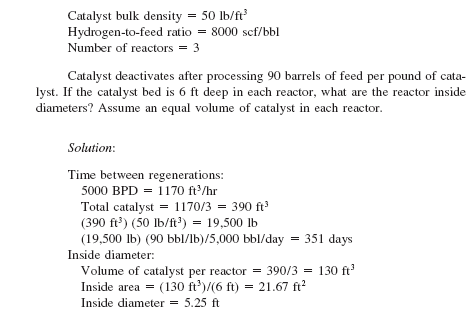 Catalyst bulk density = 50 lb/ft³
Hydrogen-to-feed ratio = 8000 scf/bbl
Number of reactors = 3
Catalyst deactivates after processing 90 barrels of feed per pound of cata-
lyst. If the catalyst bed is 6 ft deep in each reactor, what are the reactor inside
diameters? Assume an equal volume of catalyst in each reactor.
Solution:
Time between regenerations:
5000 BPD = 1170 ft³/hr
Total catalyst = 1170/3 = 390 ft³
(390 ft³) (50 lb/ft³) = 19,500 lb
(19,500 lb) (90 bbl/lb)/5,000 bbl/day = 351 days
Inside diameter:
Volume of catalyst per reactor = 390/3 = 130 ft³
Inside area = (130 ft³)/(6 ft) = 21.67 ft²
Inside diameter = 5.25 ft